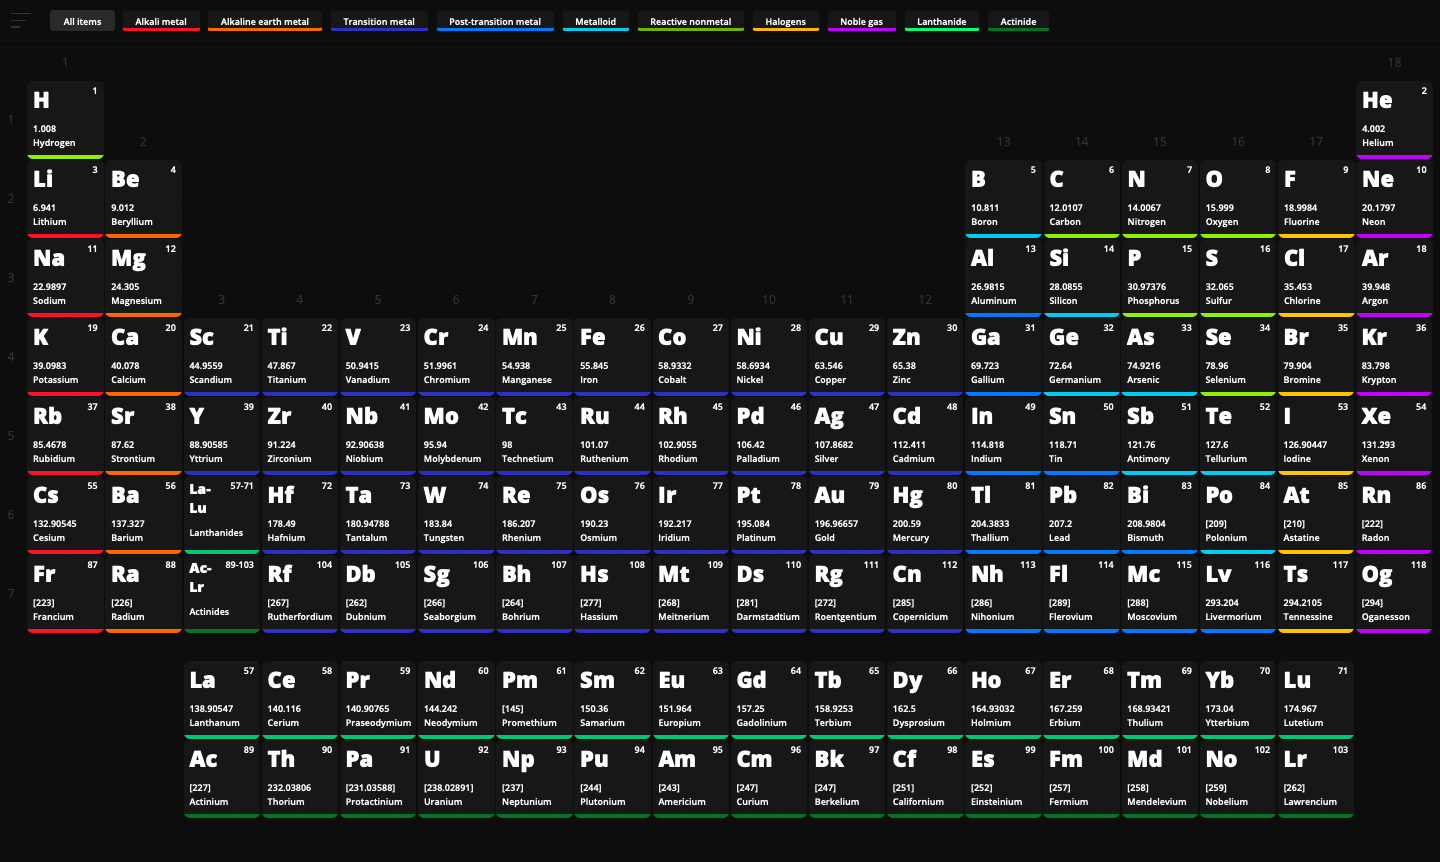 All items Alkali metal Alkaline earth metal Transition metal Post-transition metal Metalloid Reactive nonmetal Halogens Noble gas Lanthanide Actinide
1 18
H 1 He 2
1
1.008 4.002
Hydrogen Helium
2 13 14 15 16 17
Li 3 Be 4 B 5 C 6 N 7 O 8 F 9 Ne 10
2
6.941 9.012 10.811 12.0107 14.0067 15.999 18.9984 20.1797
Lithium Beryllium Boron Carbon Nitrogen Oxygen Fluorine Neon
Na 11 Mg 12 Al 13 Si 14 P 15 S 16 Cl 17 Ar 18
3
22.9897 24.305 26.9815 28.0855 30.97376 32.065 35.453 39.948
Sodium Magnesium Aluminum Silicon Phosphorus Sulfur Chlorine Argon
3 4 5 6 7 8 9 10 11 12
K 19 Ca 20 Sc 21 Ti 22 V 23 Cr 24 Mn 25 Fe 26 Co 27 Ni 28 Cu 29 Zn 30 Ga 31 Ge 32 As 33 Se 34 Br 35 Kr 36
4
39.0983 40.078 44.9559 47.867 50.9415 51.9961 54.938 55.845 58.9332 58.6934 63.546 65.38 69.723 72.64 74.9216 78.96 79.904 83.798
Potassium Calcium Scandium Titanium Vanadium Chromium Manganese Iron Cobalt Nickel Copper Zinc Gallium Germanium Arsenic Selenium Bromine Krypton
Rb 37 Sr 38 Y 39 Zr 40 Nb 41 Mo 42 Tc 43 Ru 44 Rh 45 Pd 46 Ag 47 Cd 48 In 49 Sn 50 Sb 51 Te 52 I 53 Xe 54
5
85.4678 87.62 88.90585 91.224 92.90638 95.94 98 101.07 102.9055 106.42 107.8682 112.411 114.818 118.71 121.76 127.6 126.90447 131.293
Rubidium Strontium Yttrium Zirconium Niobium Molybdenum Technetium Ruthenium Rhodium Palladium Silver Cadmium Indium Tin Antimony Tellurium Iodine Xenon
Cs 55 Ba 56 La-Lu 57-71 Hf 72 Ta 73 W 74 Re 75 Os 76 Ir 77 Pt 78 Au 79 Hg 80 Tl 81 Pb 82 Bi 83 Po 84 At 85 Rn 86
6
132.90545 137.327 178.49 180.94788 183.84 186.207 190.23 192.217 195.084 196.96657 200.59 204.3833 207.2 208.9804 [209] [210] [222]
Cesium Barium Lanthanides Hafnium Tantalum Tungsten Rhenium Osmium Iridium Platinum Gold Mercury Thallium Lead Bismuth Polonium Astatine Radon
Fr 87 Ra 88 Ac-Lr 89-103 Rf 104 Db 105 Sg 106 Bh 107 Hs 108 Mt 109 Ds 110 Rg 111 Cn 112 Nh 113 Fl 114 Mc 115 Lv 116 Ts 117 Og 118
7
[223] [226] [267] [262] [266] [264] [277] [268] [281] [272] [285] [286] [289] [288] 293.204 294.2105 [294]
Francium Radium Actinides Rutherfordium Dubnium Seaborgium Bohrium Hassium Meitnerium Darmstadtium Roentgentium Copernicium Nihonium Flerovium Moscovium Livermorium Tennessine Oganesson
La 57 Ce 58 Pr 59 Nd 60 Pm 61 Sm 62 Eu 63 Gd 64 Tb 65 Dy 66 Ho 67 Er 68 Tm 69 Yb 70 Lu 71
138.90547 140.116 140.90765 144.242 [145] 150.36 151.964 157.25 158.9253 162.5 164.93032 167.259 168.93421 173.04 174.967
Lanthanum Cerium Praseodymium Neodymium Promethium Samarium Europium Gadolinium Terbium Dysprosium Holmium Erbium Thulium Ytterbium Lutetium
Ac 89 Th 90 Pa 91 U 92 Np 93 Pu 94 Am 95 Cm 96 Bk 97 Cf 98 Es 99 Fm 100 Md 101 No 102 Lr 103
[227] 232.03806 [231.03588] [238.02891] [237] [244] [243] [247] [247] [251] [252] [257] [258] [259] [262]
Actinium Thorium Protactinium Uranium Neptunium Plutonium Americium Curium Berkelium Californium Einsteinium Fermium Mendelevium Nobelium Lawrencium